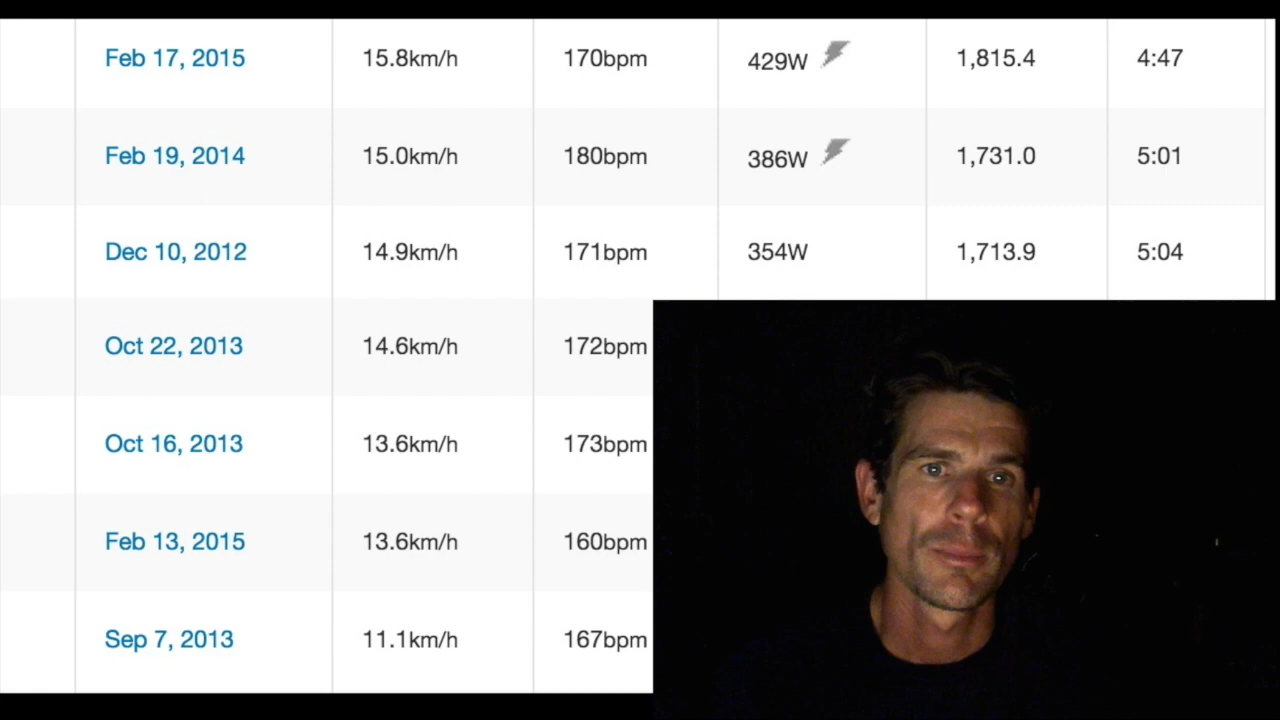 Feb 17, 2015 15.8km/h 170bpm 429W 1,815.4 4:47
Feb 19, 2014 15.0km/h 180bpm 386W 1,731.0 5:01
Dec 10, 2012 14.9km/h 171bpm 354W 1,713.9 5:04
Oct 22, 2013 14.6km/h 172bpm
Oct 16, 2013 13.6km/h 173bpm
Feb 13, 2015 13.6km/h 160bpm
Sep 7, 2013 11.1km/h 167bpm